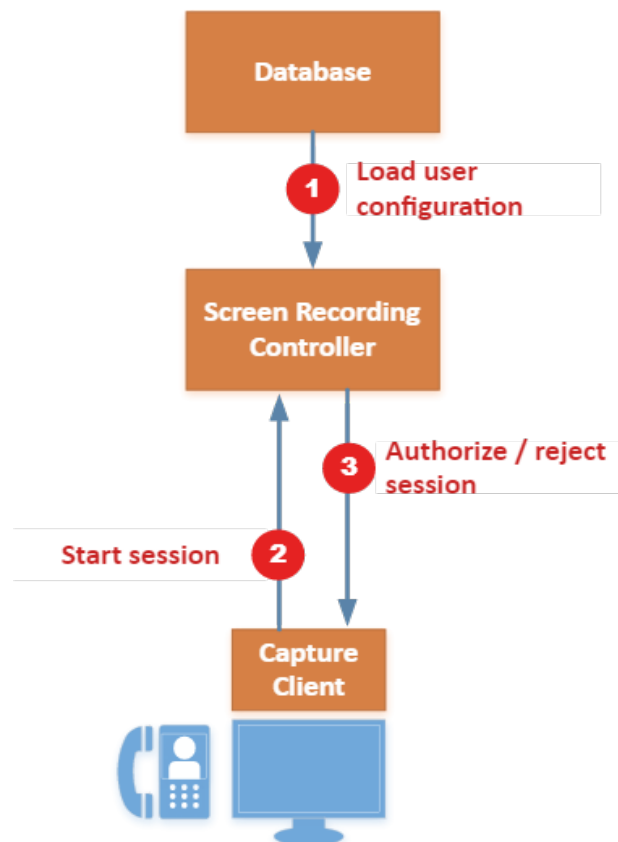 Database
1
Load user
configuration
Screen Recording
Controller
3
Authorize / reject
session
Start session
2
Capture
Client